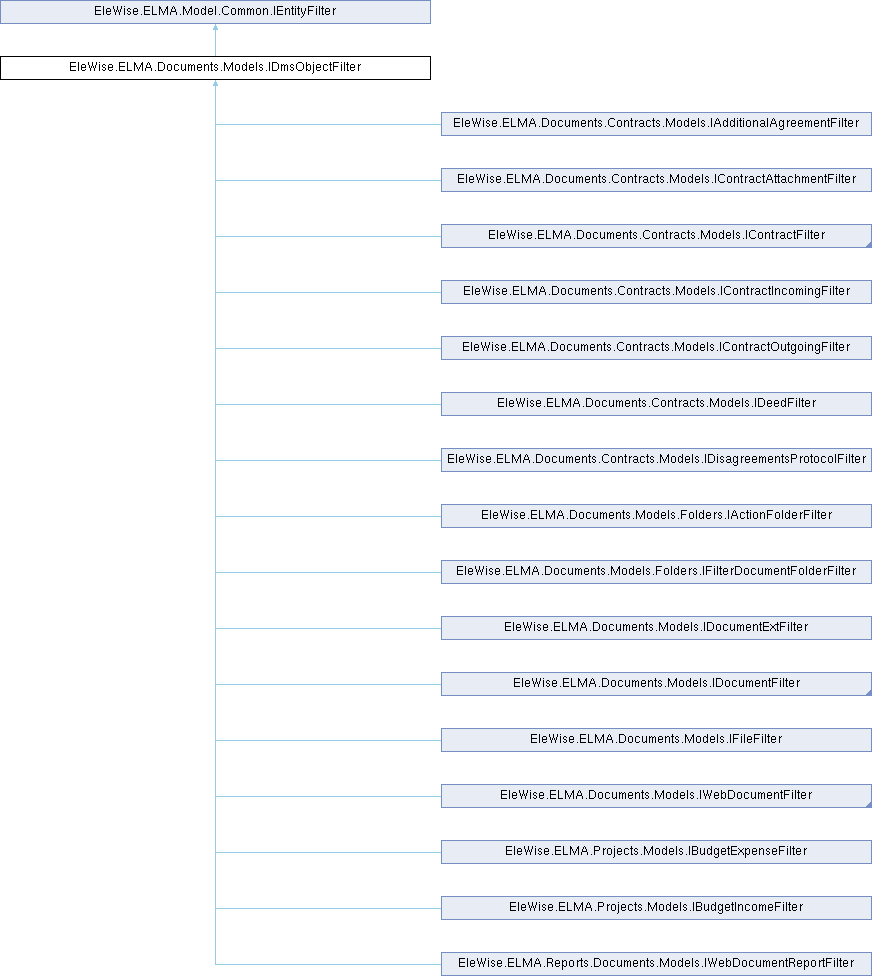 EleWise.ELMA.Model.Common.IEntityFilter
EleWise.ELMA.Documents.Models.IDmsObjectFilter
EleWise.ELMA.Documents.Contracts.Models.IAdditionalAgreementFilter
EleWise.ELMA.Documents.Contracts.Models.IContractAttachmentFilter
EleWise.ELMA.Documents.Contracts.Models.IContractFilter
EleWise.ELMA.Documents.Contracts.Models.IContractIncomingFilter
EleWise.ELMA.Documents.Contracts.Models.IContractOutgoingFilter
EleWise.ELMA.Documents.Contracts.Models.IDeedFilter
EleWise.ELMA.Documents.Contracts.Models.IDisagreementsProtocolFilter
EleWise.ELMA.Documents.Models.Folders.IActionFolderFilter
EleWise.ELMA.Documents.Models.Folders.IFilterDocumentFolderFilter
EleWise.ELMA.Documents.Models.IDocumentExtFilter
EleWise.ELMA.Documents.Models.IDocumentFilter
EleWise.ELMA.Documents.Models.IFileFilter
EleWise.ELMA.Documents.Models.IWebDocumentFilter
EleWise.ELMA.Projects.Models.IBudgetExpenseFilter
EleWise.ELMA.Projects.Models.IBudgetIncomeFilter
EleWise.ELMA.Reports.Documents.Models.IWebDocumentReportFilter